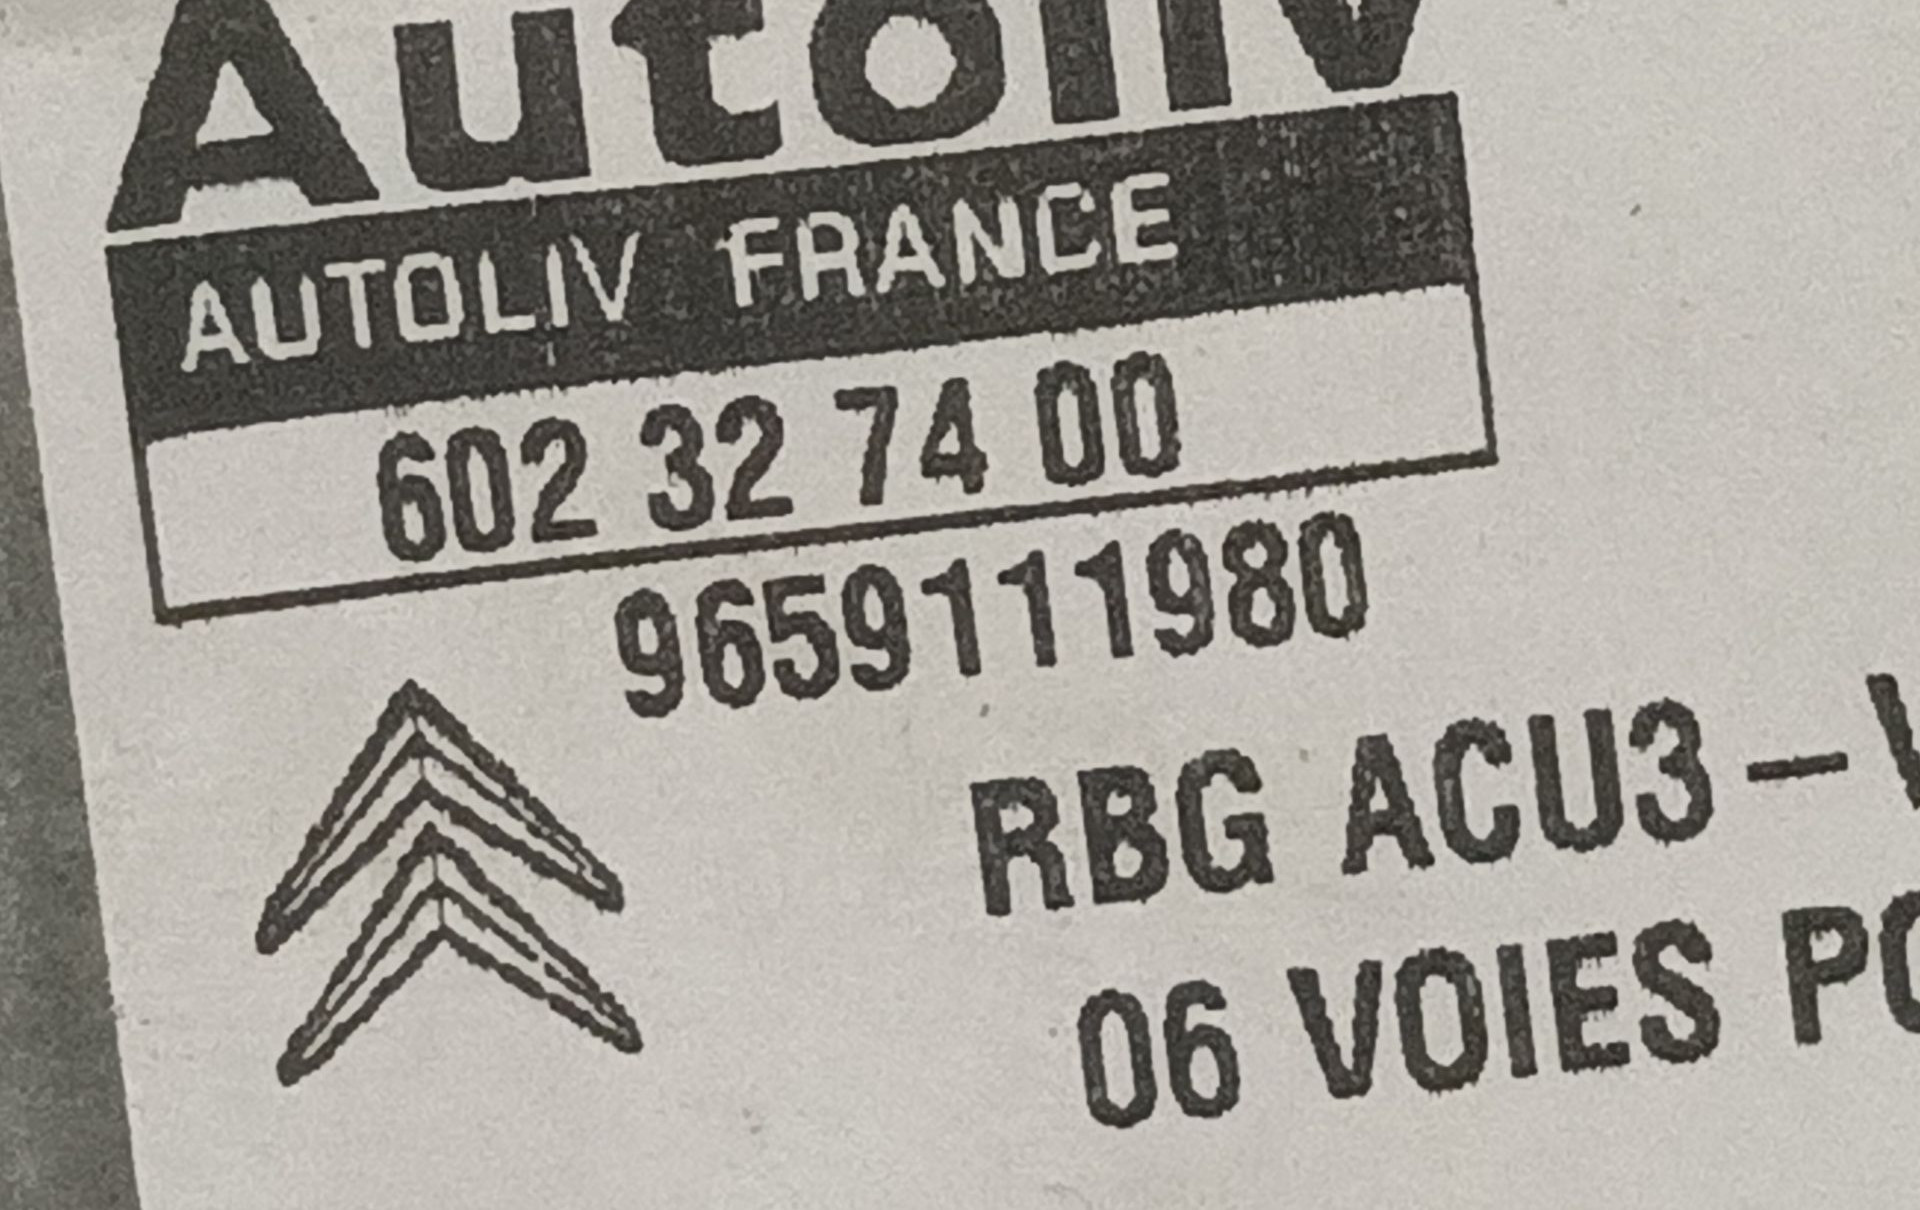 Autoliv
AUTOLIV FRANCE
602 32 74 00
9659111980
RBG ACU3-
06 VOIES